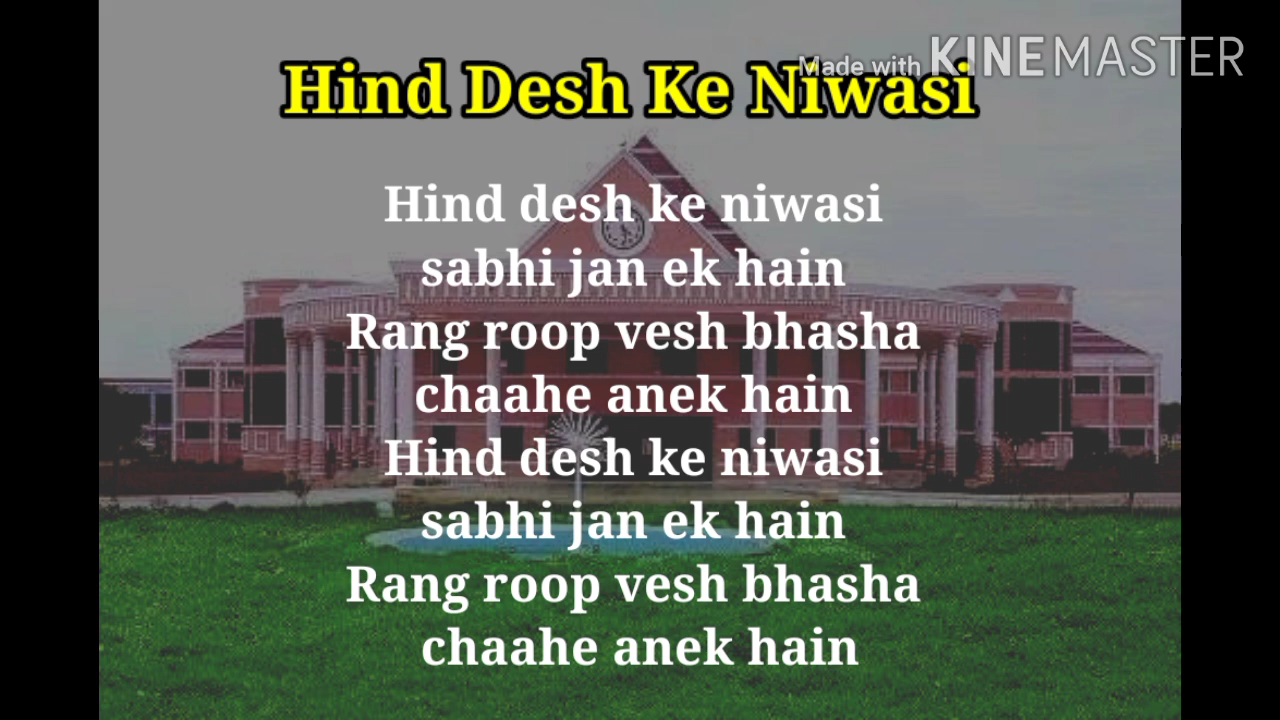 Made with KINEMASTER
Hind Desh Ke Niwasi
Hind desh ke niwasi
sabhi jan ek hain
Rang roop vesh bhasha
chaahe anek hain
Hind desh ke niwasi
sabhi jan ek hain
Rang roop vesh bhasha
chaahe anek hain